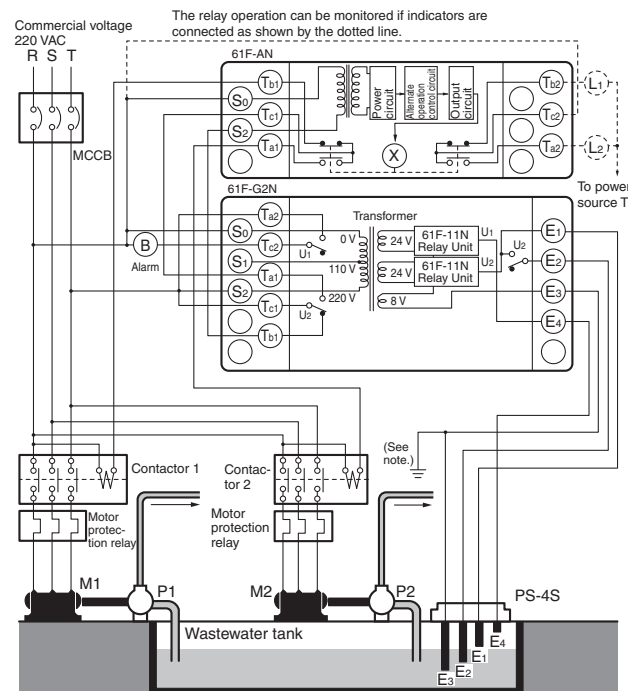 The relay operation can be monitored if indicators are
connected as shown by the dotted line.
Commercial voltage
220 VAC
R S T
MCCB
61F-AN
Tb1
S0
Tc1
S2
Ta1
Power
circuit
Alternate
operation
control circuit
Output
circuit
X
Tb2
Tc2
Ta2
L1
L2
To power
source T
61F-G2N
Ta2
S0
Tc2
S1
Ta1
S2
Tc1
Tb1
B
Alarm
U1
U2
Transformer
0 V
110 V
220 V
24 V
24 V
8 V
61F-11N
Relay Unit
U1
61F-11N
Relay Unit
U2
U2
E1
E2
E3
E4
(See
note.)
Contactor 1
Contac-
tor 2
Motor
protec-
tion relay
Motor
protection
relay
M1
P1
M2
P2
PS-4S
Wastewater tank
E3
E2
E1
E4